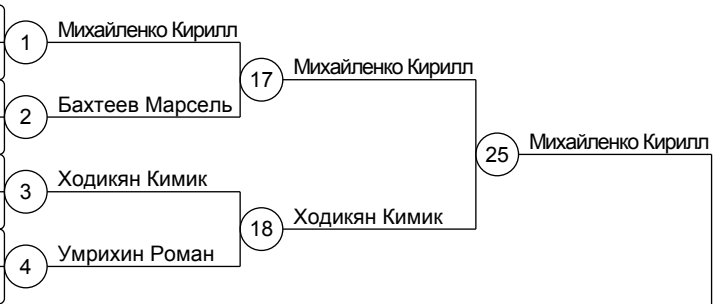 1 Михайленко Кирилл
17 Михайленко Кирилл
2 Бахтеев Марсель
25 Михайленко Кирилл
3 Ходикян Кимик
18 Ходикян Кимик
4 Умрихин Роман